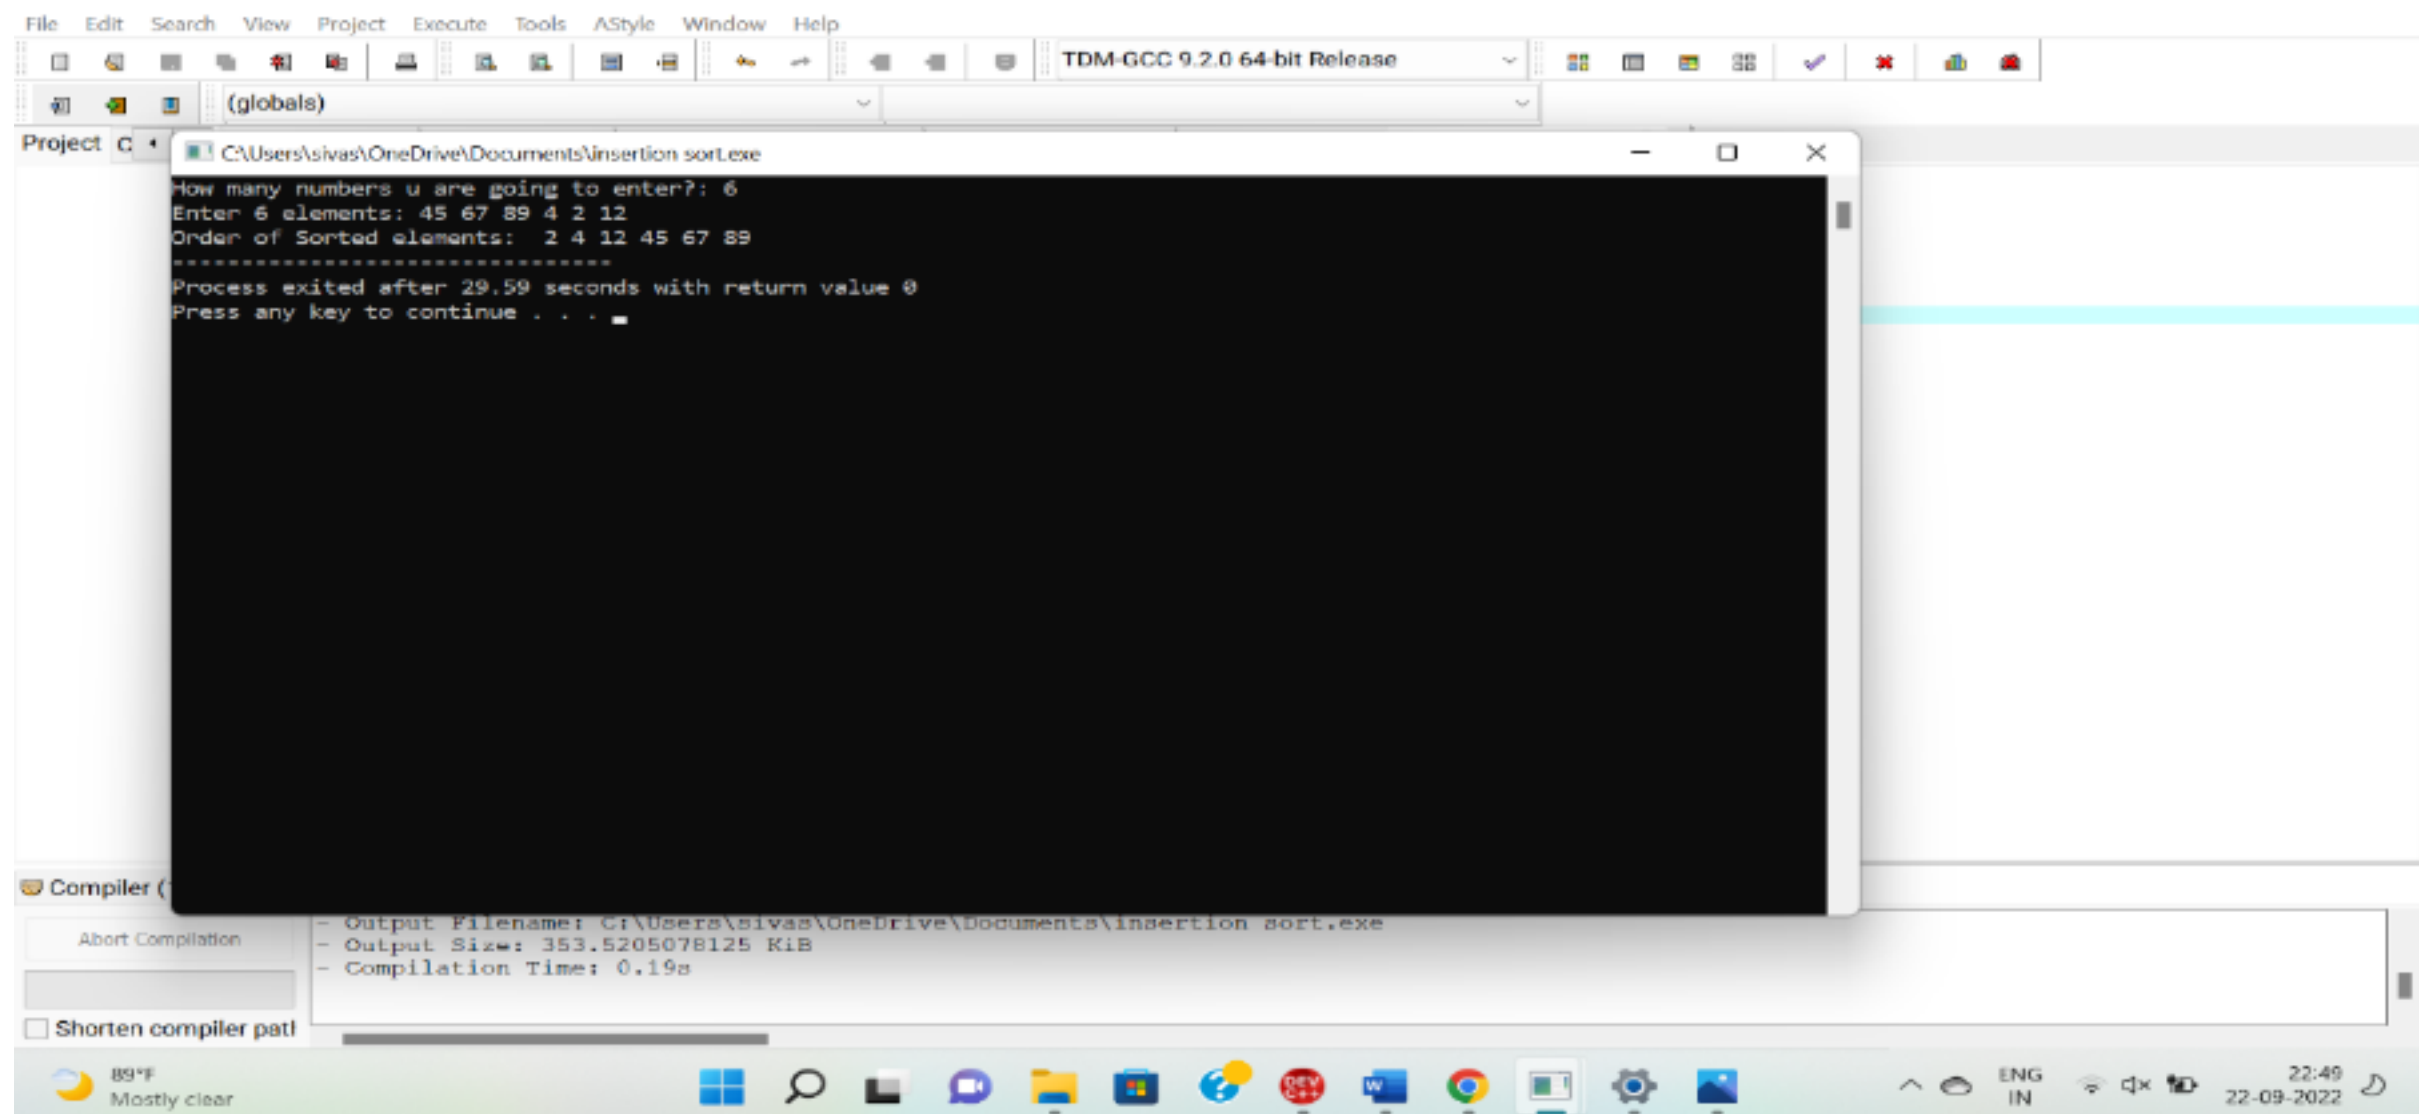 File Edit Search View Project Execute Tools AStyle Window Help
TDM-GCC 9.2.0 64-bit Release
(globals)
Project C
C:\Users\sivas\OneDrive\Documents\insertion sort.exe
How many numbers u are going to enter?: 6
Enter 6 elements: 45 67 89 4 2 12
Order of Sorted elements:  2 4 12 45 67 89
--------------------------------
Process exited after 29.59 seconds with return value 0
Press any key to continue . . .
Compiler (
- Output Filename: C:\Users\sivas\OneDrive\Documents\insertion sort.exe
Abort Compilation
- Output Size: 353.5205078125 KiB
- Compilation Time: 0.19s
Shorten compiler path
89°F
Mostly clear
DEV C++
W
ENG
IN
22:49
22-09-2022